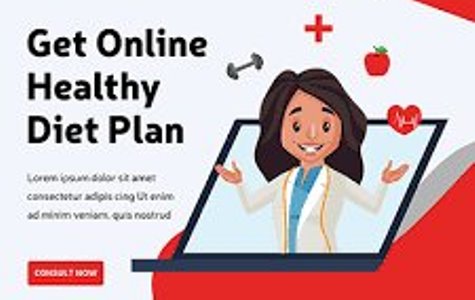 Get Online
Healthy
Diet Plan
Lorem ipsum dolor sit amet
consectetur adipis cing Ut enim
ad minim veniam, quis nostrud
CONSULT NOW